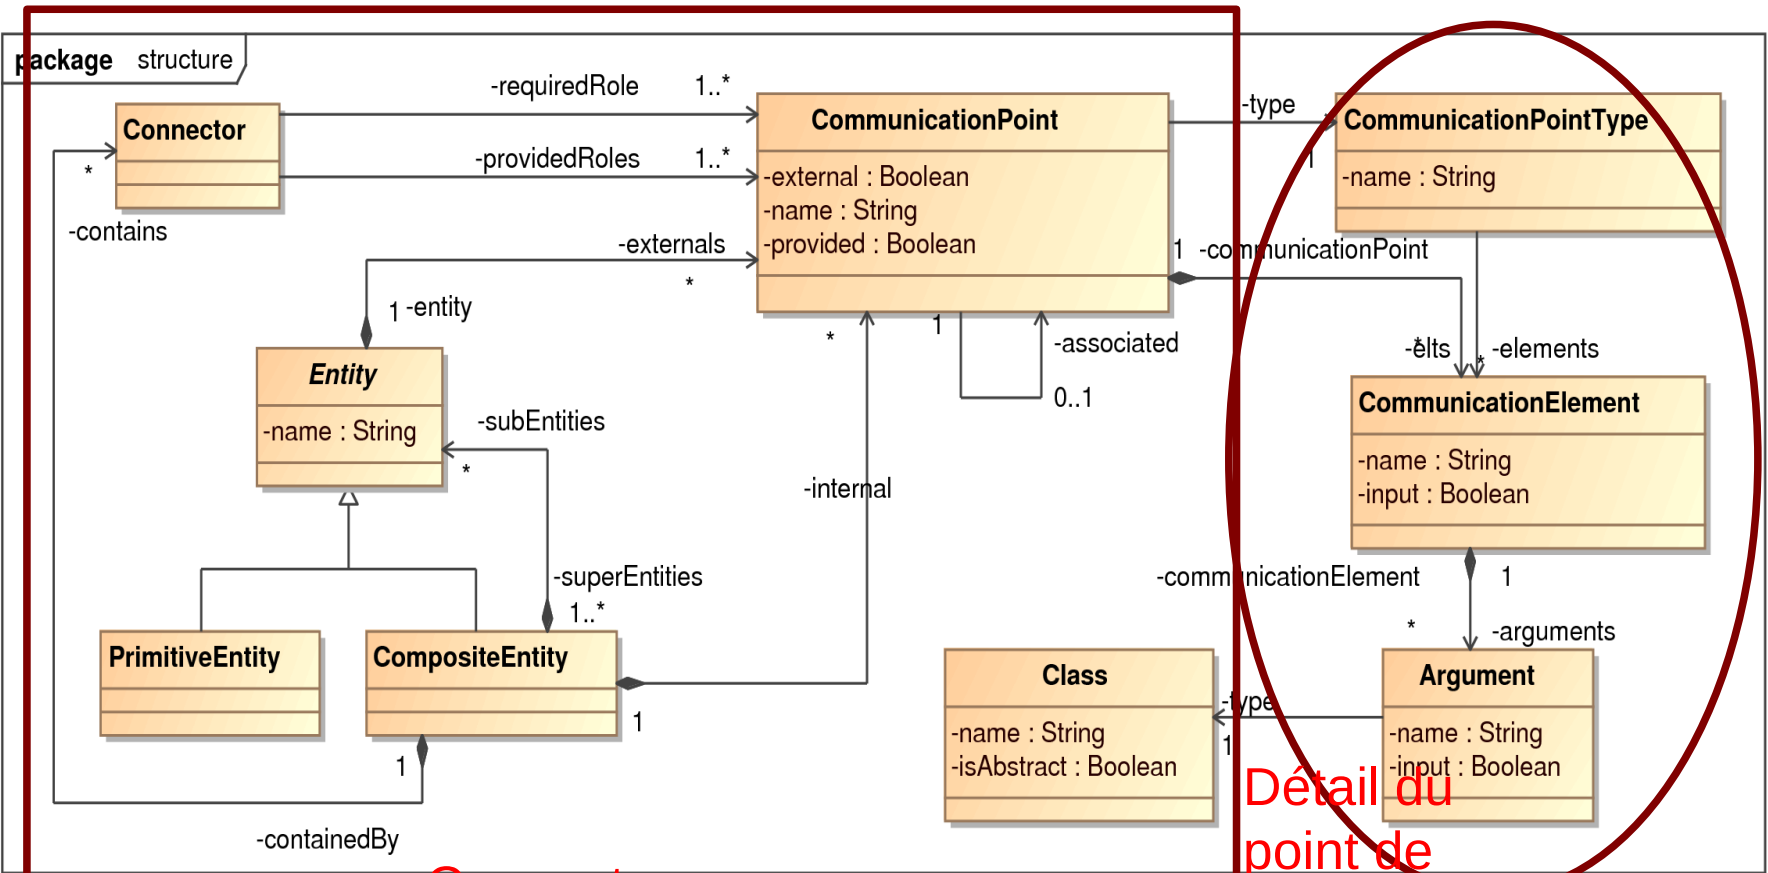 package structure
-requiredRole 1..*
Connector
-providedRoles 1..*
*
-contains
CommunicationPoint
-external : Boolean
-name : String
-provided : Boolean
-type
1
CommunicationPointType
-name : String
-externals
*
1 -entity
1 -communicationPoint
Entity
-name : String
-subEntities
*
*
1
-associated
0..1
-elts
*
* -elements
CommunicationElement
-name : String
-input : Boolean
-internal
-superEntities
1..*
-communicationElement 1
* -arguments
PrimitiveEntity
CompositeEntity
1
1
-containedBy
Class
-name : String
-isAbstract : Boolean
-type
1
Argument
-name : String
-input : Boolean
Détail du
point de